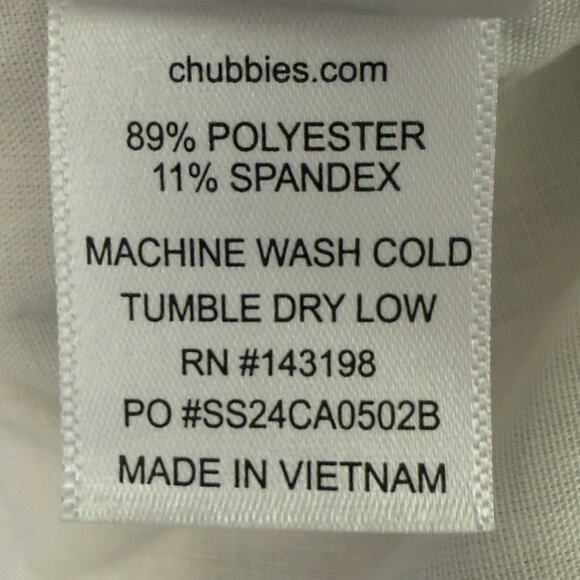 chubbies.com
89% POLYESTER
11% SPANDEX
MACHINE WASH COLD
TUMBLE DRY LOW
RN #143198
PO #SS24CA0502B
MADE IN VIETNAM